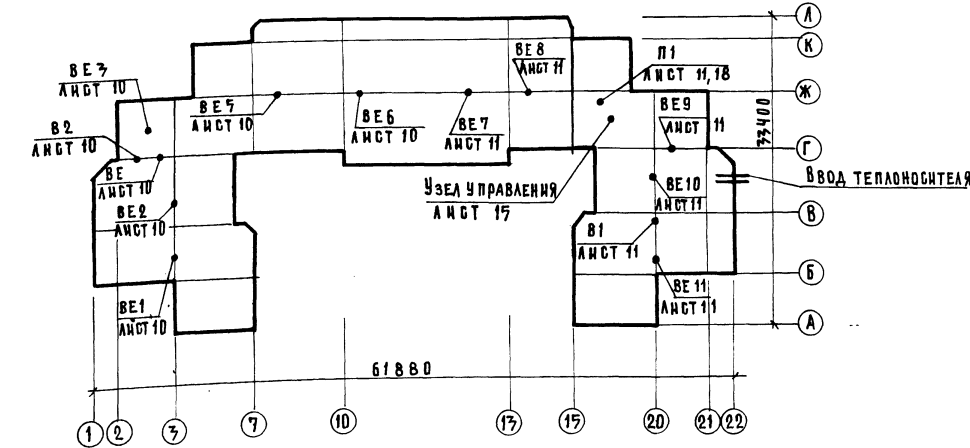 Л
К
ВЕ8
ЛИСТ 11
П1
ЛИСТ 11,18
ВЕ3
ЛИСТ 10
Ж
ВЕ5
ЛИСТ 10
ВЕ6
ЛИСТ 10
ВЕ7
ЛИСТ 11
ВЕ9
ЛИСТ 11
33400
В2
ЛИСТ 10
Г
ВЕ
ЛИСТ 10
УЗЕЛ УПРАВЛЕНИЯ
ЛИСТ 15
ВЕ10
ЛИСТ 11
ВВОД ТЕПЛОНОСИТЕЛЯ
ВЕ2
ЛИСТ 10
В
В1
ЛИСТ 11
Б
ВЕ1
ЛИСТ 10
ВЕ11
ЛИСТ 11
А
61880
1 2 3 7 10 13 15 20 21 22